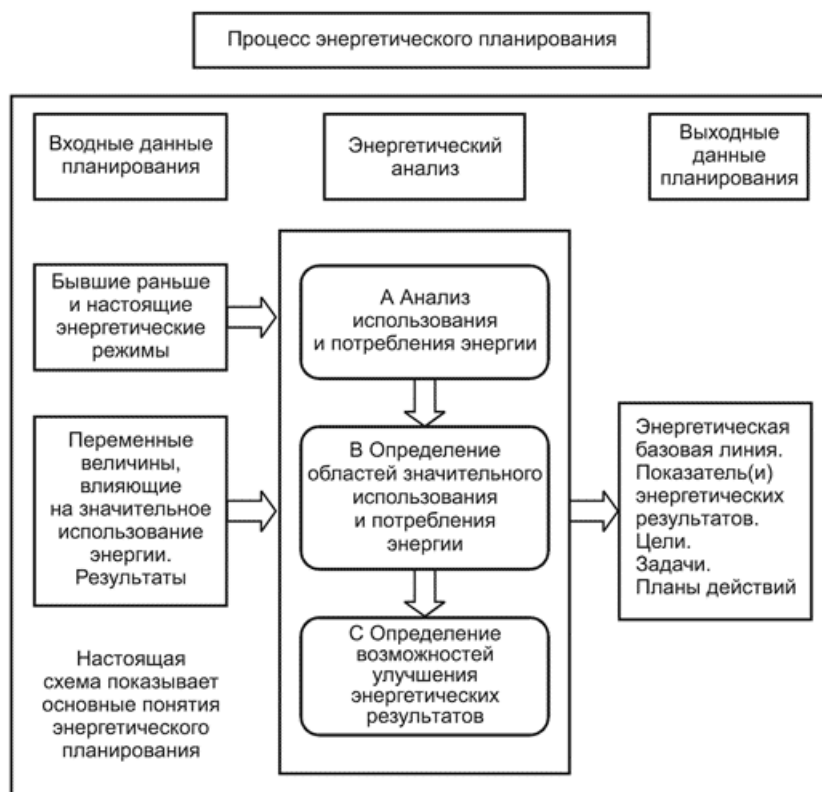 Процесс энергетического планирования
Входные данные
планирования
Энергетический
анализ
Выходные
данные
планирования
Бывшие раньше
и настоящие
энергетические
режимы
А Анализ
использования
и потребления энергии
Переменные
величины,
влияющие
на значительное
использование
энергии.
Результаты
В Определение
областей значительного
использования
и потребления
энергии
Энергетическая
базовая линия.
Показатель(и)
энергетических
результатов.
Цели.
Задачи.
Планы действий
С Определение
возможностей
улучшения
энергетических
результатов
Настоящая
схема показывает
основные понятия
энергетического
планирования